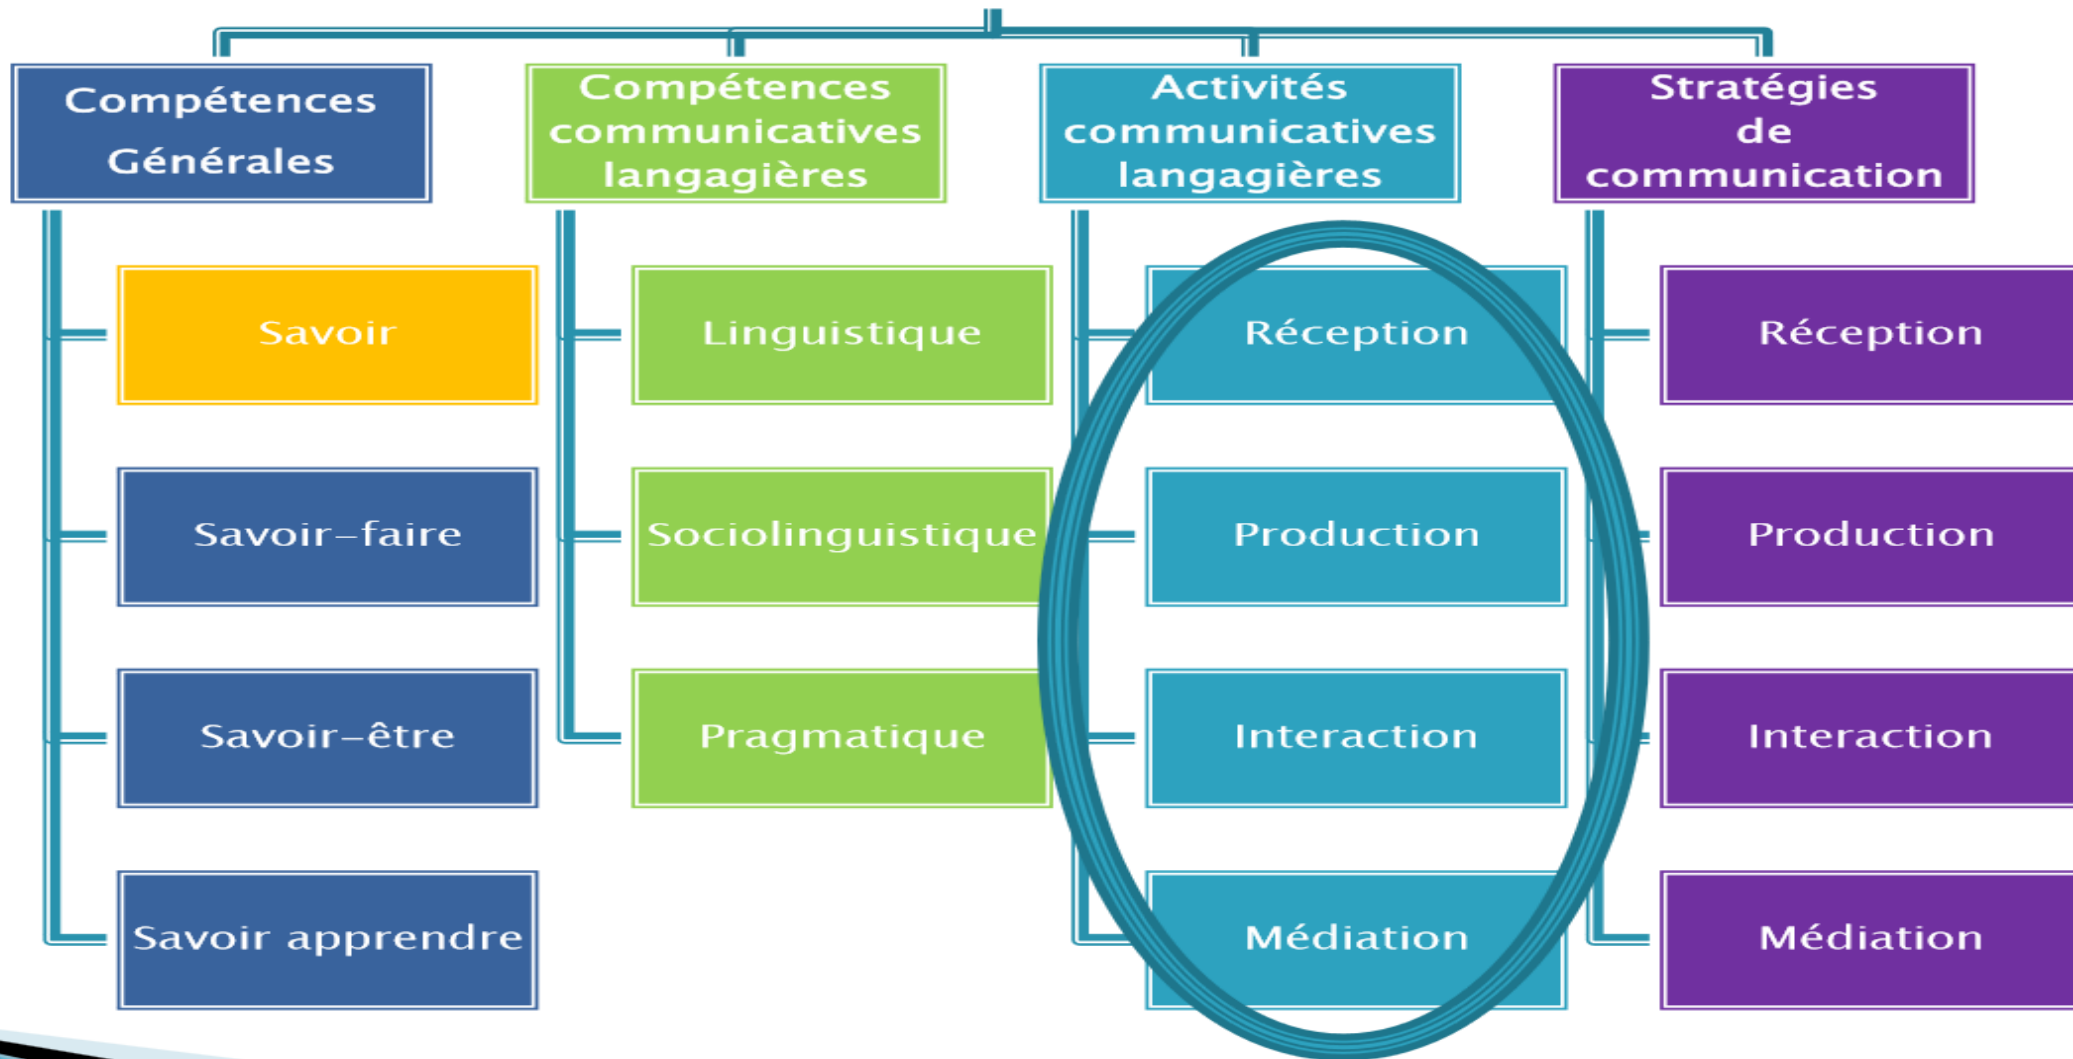 Compétences
Générales
Compétences
communicatives
langagières
Activités
communicatives
langagières
Stratégies
de
communication
Savoir
Linguistique
Réception
Réception
Savoir-faire
Sociolinguistique
Production
Production
Savoir-être
Pragmatique
Interaction
Interaction
Savoir apprendre
Médiation
Médiation